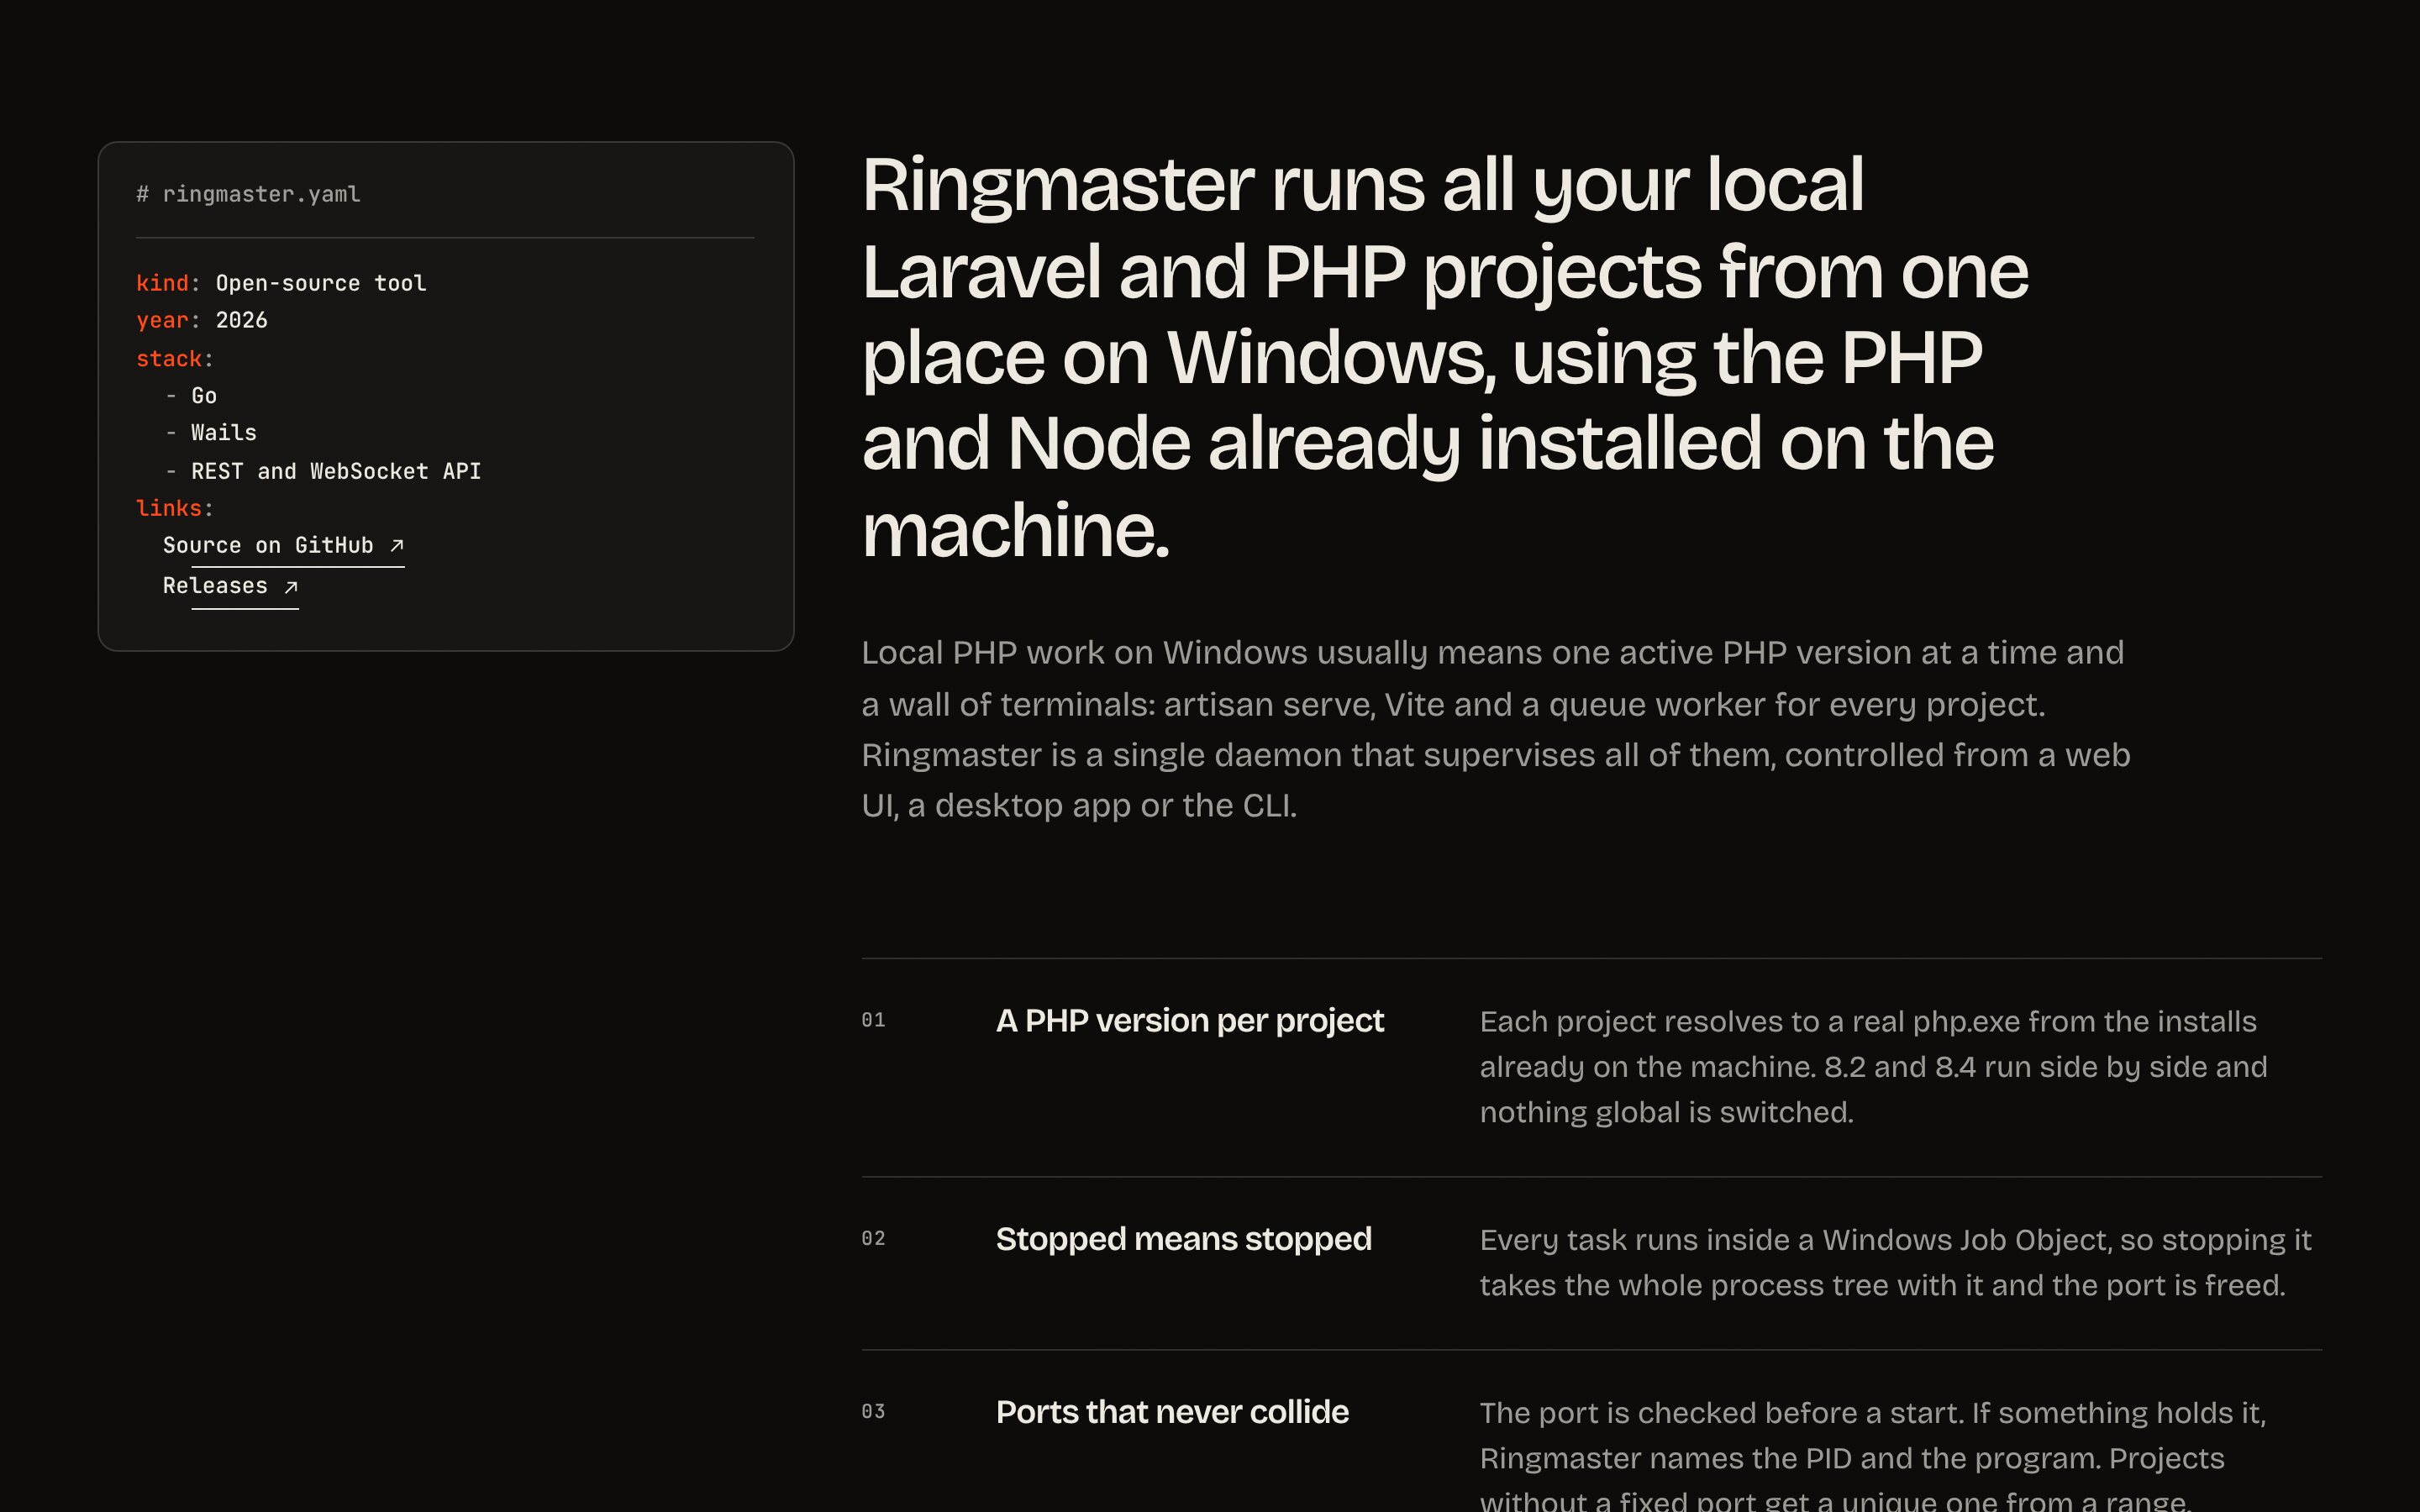 # ringmaster.yaml
kind: Open-source tool
year: 2026
stack:
- Go
- Wails
- REST and WebSocket API
links:
Source on GitHub ↗
Releases ↗
Ringmaster runs all your local
Laravel and PHP projects from one
place on Windows, using the PHP
and Node already installed on the
machine.
Local PHP work on Windows usually means one active PHP version at a time and
a wall of terminals: artisan serve, Vite and a queue worker for every project.
Ringmaster is a single daemon that supervises all of them, controlled from a web
UI, a desktop app or the CLI.
01
A PHP version per project
Each project resolves to a real php.exe from the installs
already on the machine. 8.2 and 8.4 run side by side and
nothing global is switched.
02
Stopped means stopped
Every task runs inside a Windows Job Object, so stopping it
takes the whole process tree with it and the port is freed.
03
Ports that never collide
The port is checked before a start. If something holds it,
Ringmaster names the PID and the program. Projects
without a fixed port get a unique one from a range.